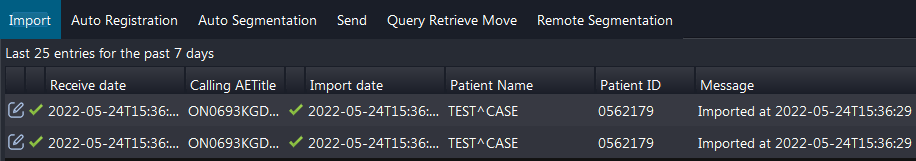 Import Auto Registration Auto Segmentation Send Query Retrieve Move Remote Segmentation
Last 25 entries for the past 7 days
Receive date Calling AETitle Import date Patient Name Patient ID Message
2022-05-24T15:36:... ON0693KGD... 2022-05-24T15:36:... TEST^CASE 0562179 Imported at 2022-05-24T15:36:29
2022-05-24T15:36:... ON0693KGD... 2022-05-24T15:36:... TEST^CASE 0562179 Imported at 2022-05-24T15:36:29